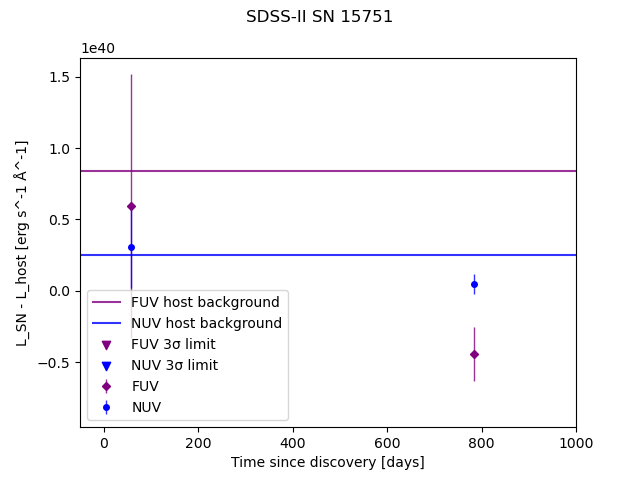 SDSS-II SN 15751
1e40
L_SN - L_host [erg s^-1 Å^-1]
1.5
1.0
0.5
0.0
−0.5
FUV host background
NUV host background
FUV 3σ limit
NUV 3σ limit
FUV
NUV
0 200 400 600 800 1000
Time since discovery [days]